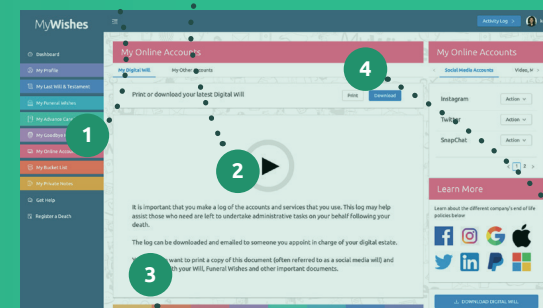 MyWishes
Activity Log >
Dashboard
My Profile
My Last Will & Testament
My Funeral Wishes
My Advance Care
My Goodbye
My Online Accounts
My Bucket List
My Private Notes
Get Help
Register a Death
1
My Online Accounts
My Digital Will
My Other
Print or download your latest Digital Will
Print
Download
4
2
It is important that you make a log of the accounts and services that you use. This log may help
assist those who need are left to undertake administrative tasks on your behalf following your
death.
The log can be downloaded and emailed to someone you appoint in charge of your digital estate.
want to print a copy of this document (often referred to as a social media will) and
with your Will, Funeral Wishes and other important documents.
3
My Online Accounts
Social Media Accounts
Video,
Instagram
Action
Twitter
Action
SnapChat
Action
< 1 2 >
Learn More
Learn about the different company's end of life
policies below
DOWNLOAD DIGITAL WILL